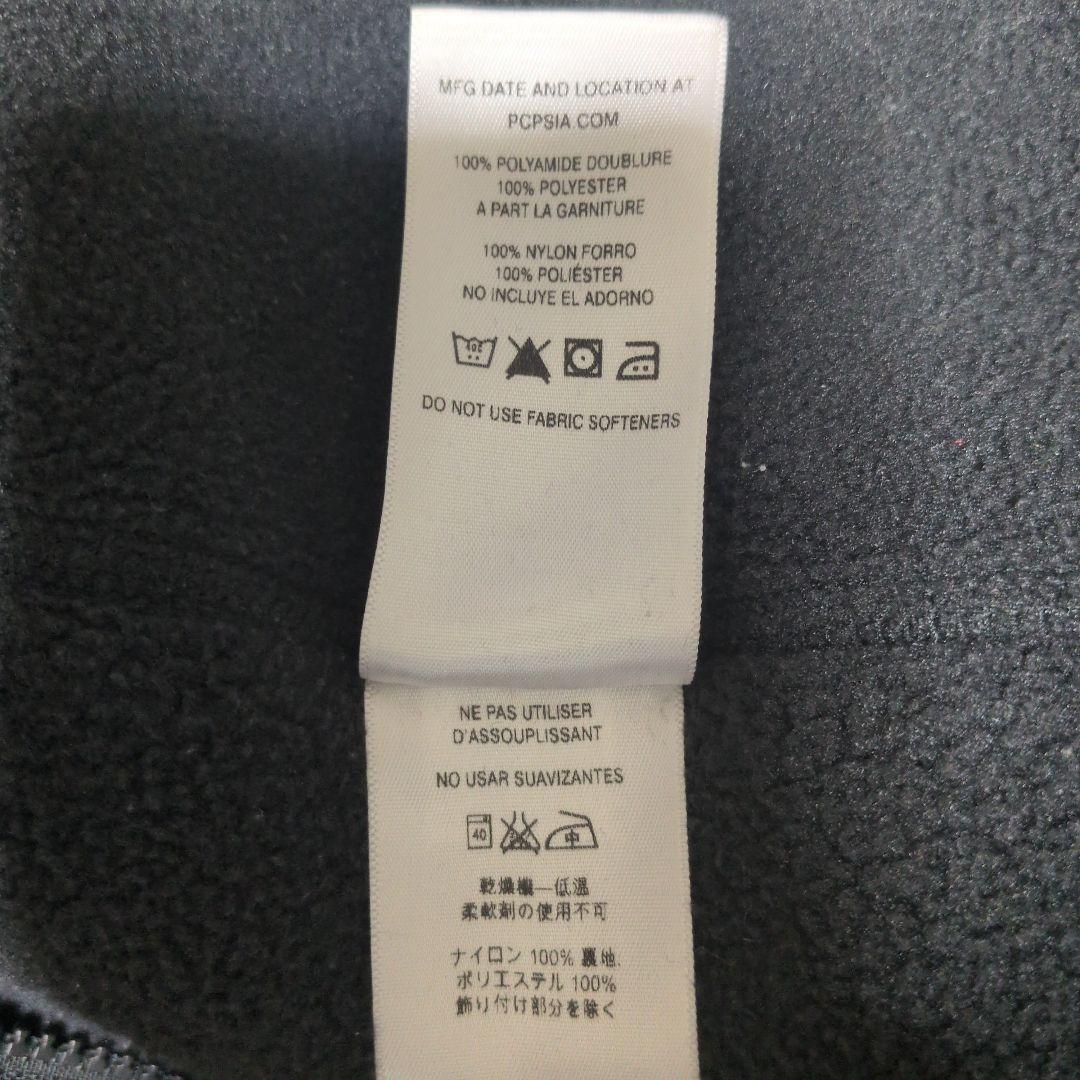 MFG DATE AND LOCATION AT
PCPSIA.COM
100% POLYAMIDE DOUBLURE
100% POLYESTER
A PART LA GARNITURE
100% NYLON FORRO
100% POLIÉSTER
NO INCLUYE EL ADORNO
40C
DO NOT USE FABRIC SOFTENERS
NE PAS UTILISER
D'ASSOUPLISSANT
NO USAR SUAVIZANTES
40 中
乾燥機—低温
柔軟剤の使用不可
ナイロン 100% 裏地.
ポリエステル 100%
飾り付け部分を除く